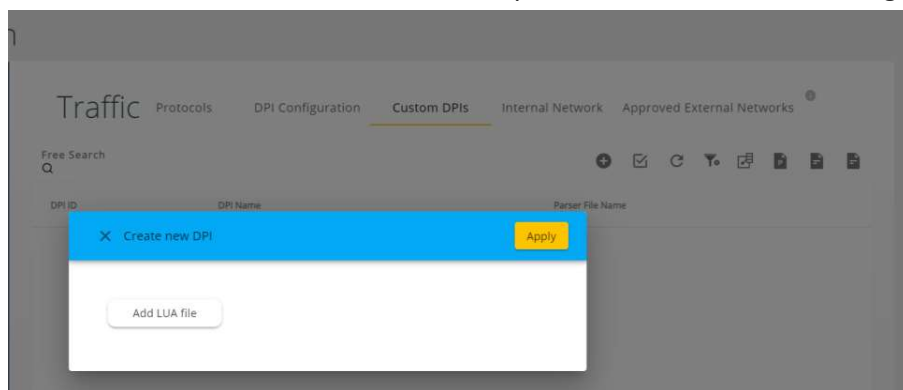 Traffic Protocols DPI Configuration Custom DPIs Internal Network Approved External Networks
Free Search
DPI ID DPI Name Parser File Name
Create new DPI Apply
Add LUA file